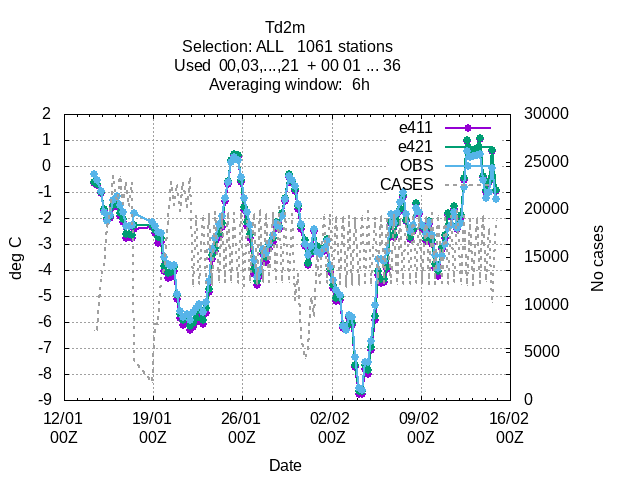 Td2m
Selection: ALL   1061 stations
Used  00,03,...,21  + 00 01 ... 36
Averaging window:  6h
2
1
0
-1
-2
-3
-4
-5
-6
-7
-8
-9
deg C
30000
25000
20000
15000
10000
5000
0
No cases
e411
e421
OBS
CASES
12/01 19/01 26/01 02/02 09/02 16/02
00Z 00Z 00Z 00Z 00Z 00Z
Date